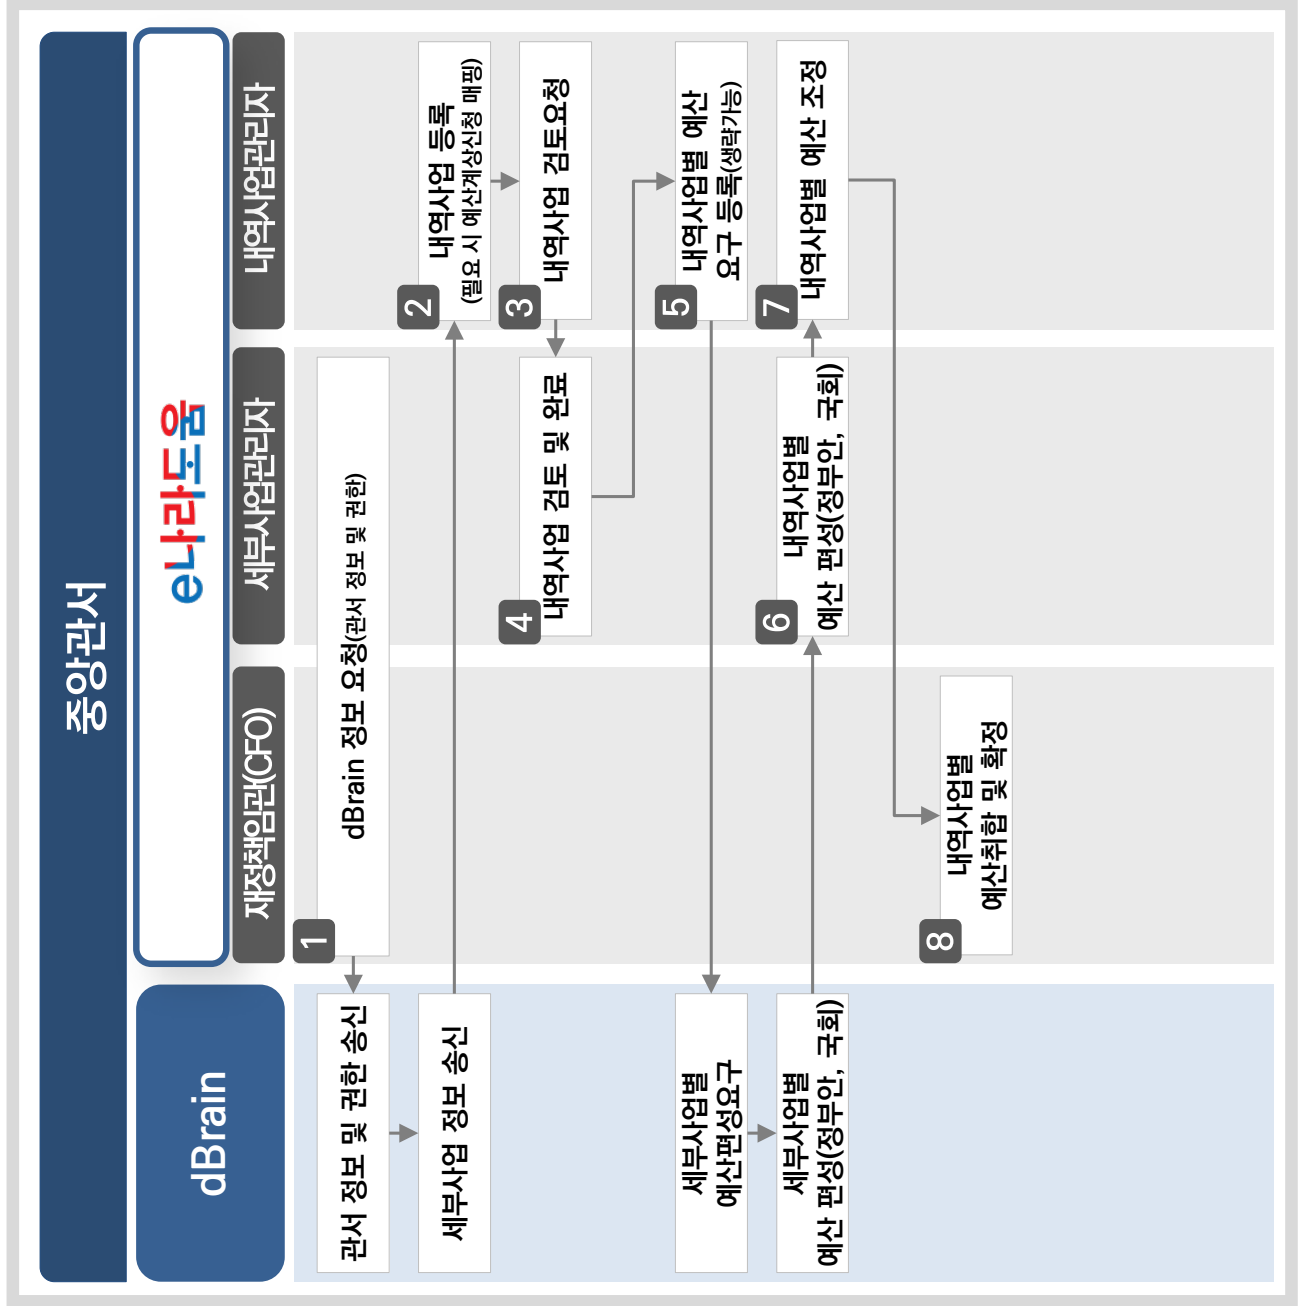 중앙관서
dBrain
e나라도움
재정책임관(CFO)
세부사업관리자
내역사업관리자
관서 정보 및 권한 송신
1
dBrain 정보 요청(관서 정보 및 권한)
세부사업 정보 송신
2
내역사업 등록
(필요 시 예산계상신청 매핑)
3
내역사업 검토요청
4
내역사업 검토 및 완료
5
내역사업별 예산
요구 등록(생략가능)
세부사업별
예산편성요구
세부사업별
예산 편성(정부안, 국회)
6
내역사업별
예산 편성(정부안, 국회)
7
내역사업별 예산 조정
8
내역사업별
예산취합 및 확정